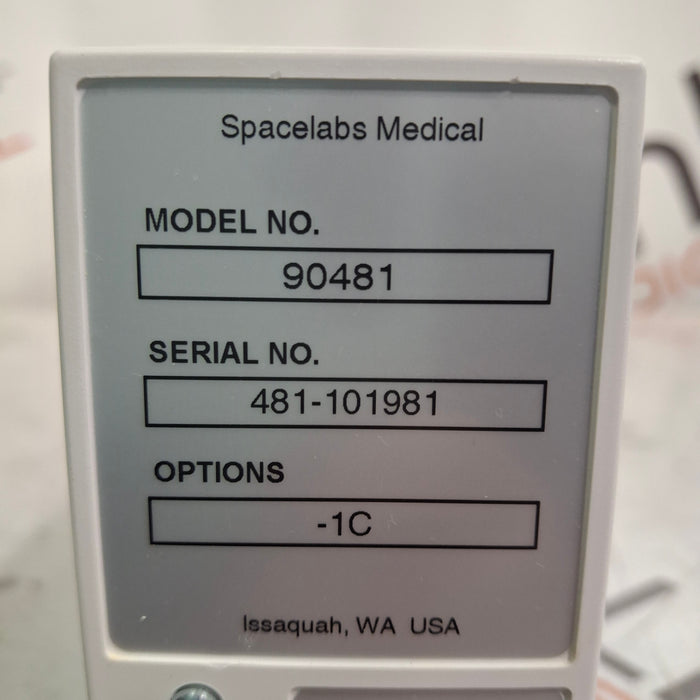 Spacelabs Medical
MODEL NO.
90481
SERIAL NO.
481-101981
OPTIONS
-1C
Issaquah, WA USA